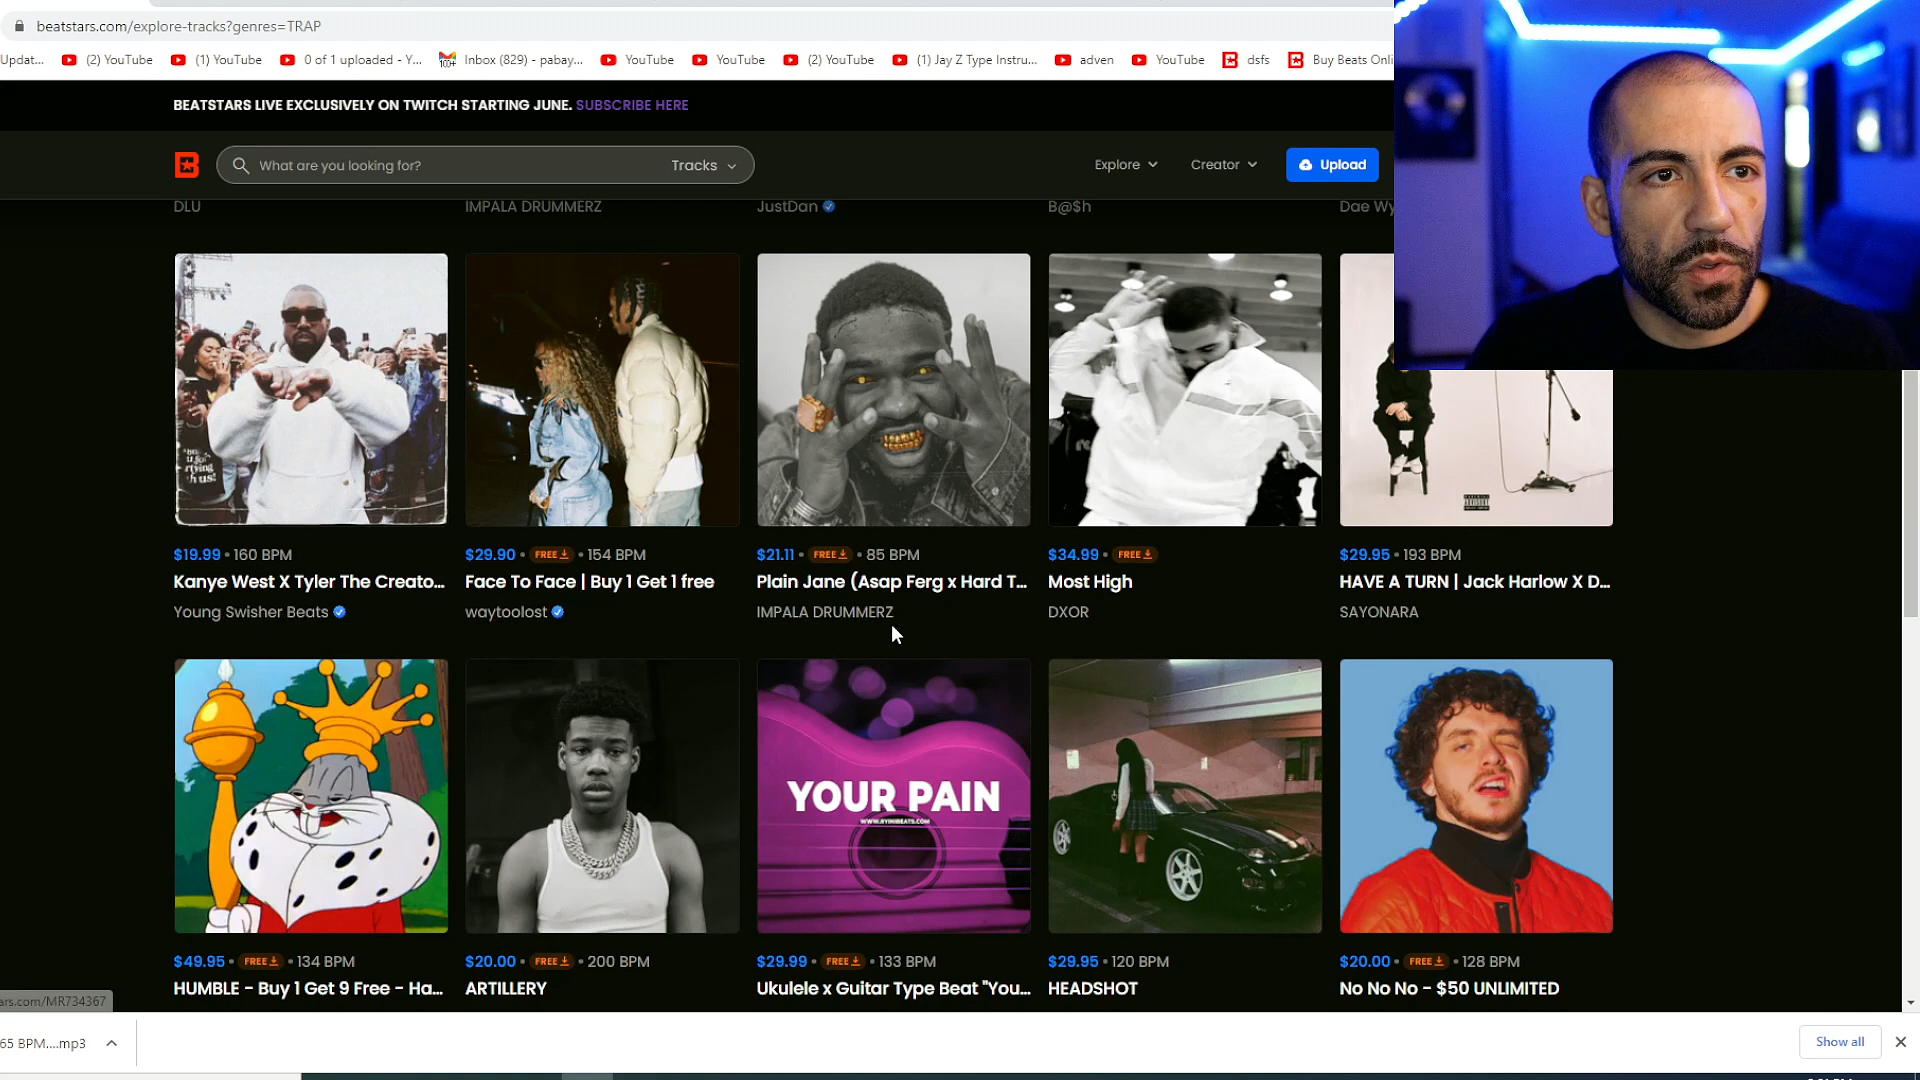 beatstars.com/explore-tracks?genres=TRAP
Updat... (2) YouTube (1) YouTube 0 of 1 uploaded - Y... Inbox (829) - pabay... YouTube YouTube (2) YouTube (1) Jay Z Type Instru... adven YouTube dsfs Buy Beats Onli
BEATSTARS LIVE EXCLUSIVELY ON TWITCH STARTING JUNE. SUBSCRIBE HERE
What are you looking for? Tracks Explore Creator Upload
DLU IMPALA DRUMMERZ JustDan B@$h Dae Wy
$19.99 • 160 BPM $29.90 • FREE • 154 BPM $21.11 • FREE • 85 BPM $34.99 • FREE $29.95 • 193 BPM
Kanye West X Tyler The Creato... Face To Face | Buy 1 Get 1 free Plain Jane (Asap Ferg x Hard T... Most High HAVE A TURN | Jack Harlow X D...
Young Swisher Beats waytoolost IMPALA DRUMMERZ DXOR SAYONARA
YOUR PAIN
$49.95 • FREE • 134 BPM $20.00 • FREE • 200 BPM $29.99 • FREE • 133 BPM $29.95 • 120 BPM $20.00 • FREE • 128 BPM
HUMBLE - Buy 1 Get 9 Free - Ha... ARTILLERY Ukulele x Guitar Type Beat "You... HEADSHOT No No No - $50 UNLIMITED
ars.com/MR734367
65 BPM....mp3 Show all